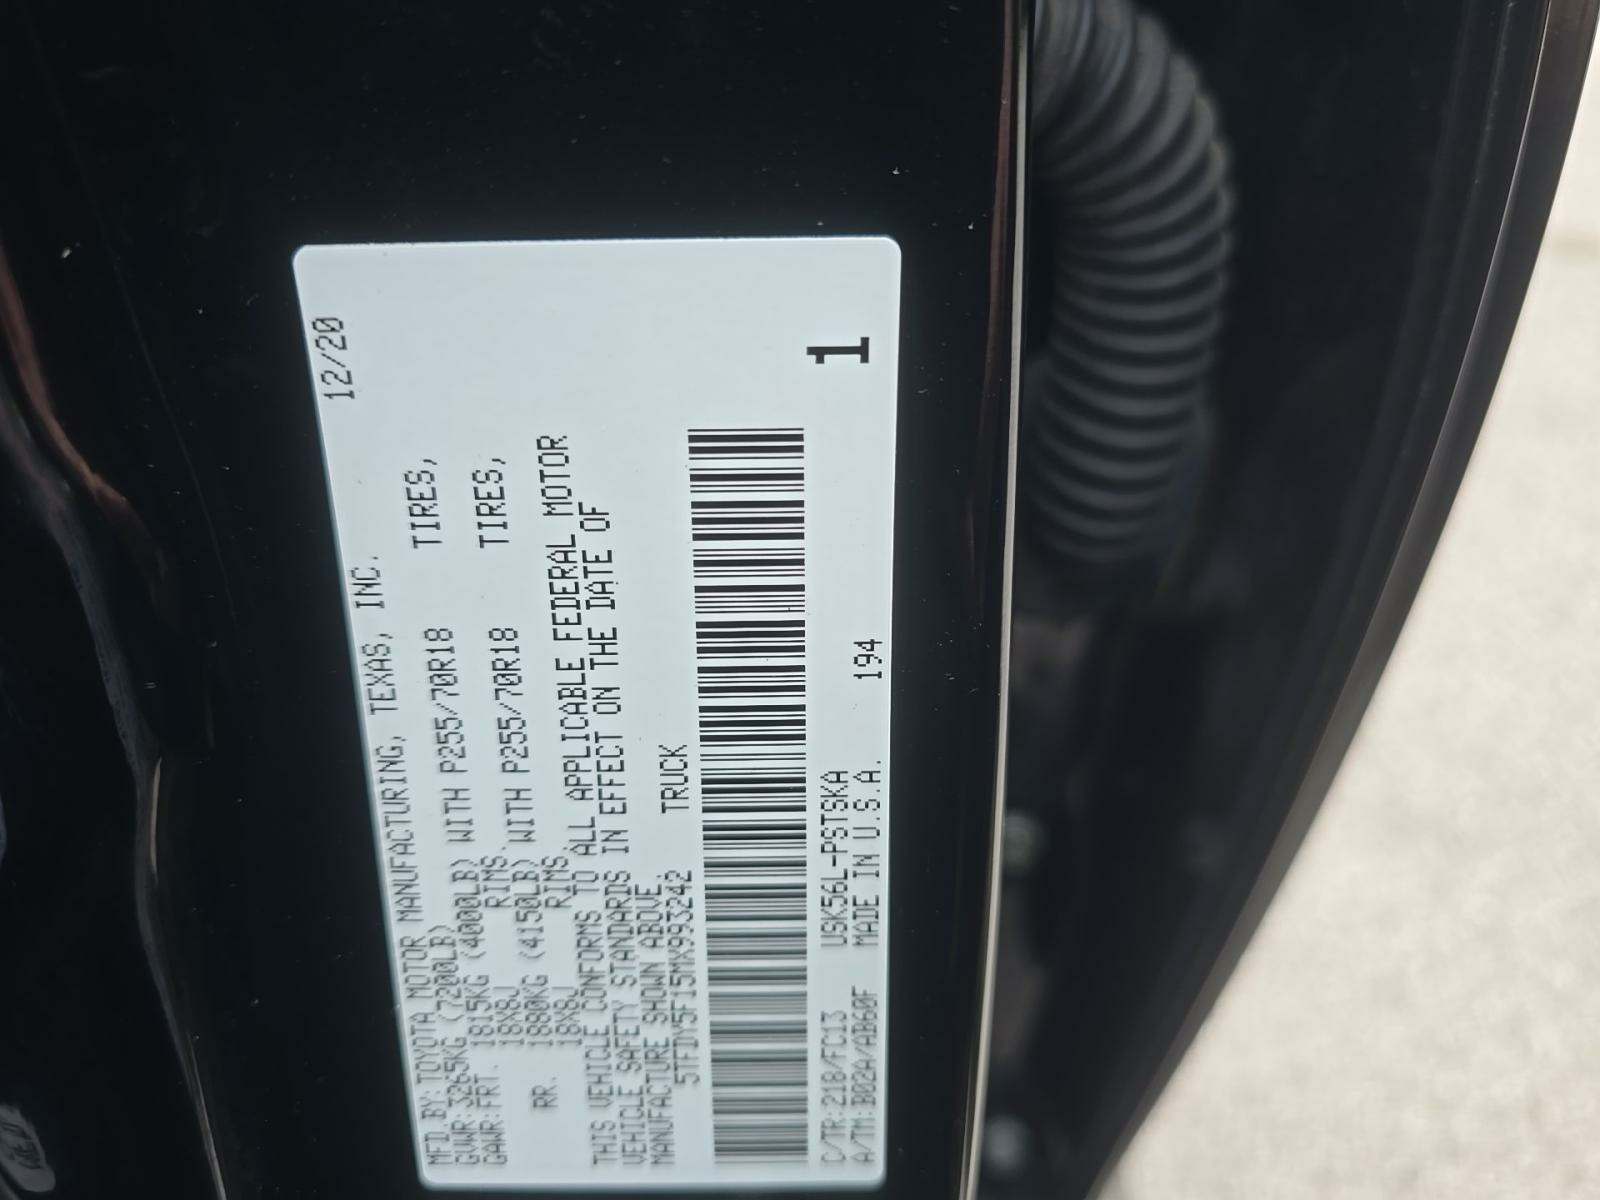 MFD.BY:TOYOTA MOTOR MANUFACTURING, TEXAS, INC. 12/20
GVWR:3265KG (7200LB)
GAWR:FRT. 1815KG (4000LB) WITH P255/70R18 TIRES,
18X8J RIMS.
RR. 1880KG (4150LB) WITH P255/70R18 TIRES,
18X8J RIMS.
THIS VEHICLE CONFORMS TO ALL APPLICABLE FEDERAL MOTOR
VEHICLE SAFETY STANDARDS IN EFFECT ON THE DATE OF
MANUFACTURE SHOWN ABOVE.
5TFDY5F15MX993242 TRUCK
1
C/TR:218/FC13 USK56L-PSTSKA
A/TM:B02A/AB60F MADE IN U.S.A. 194